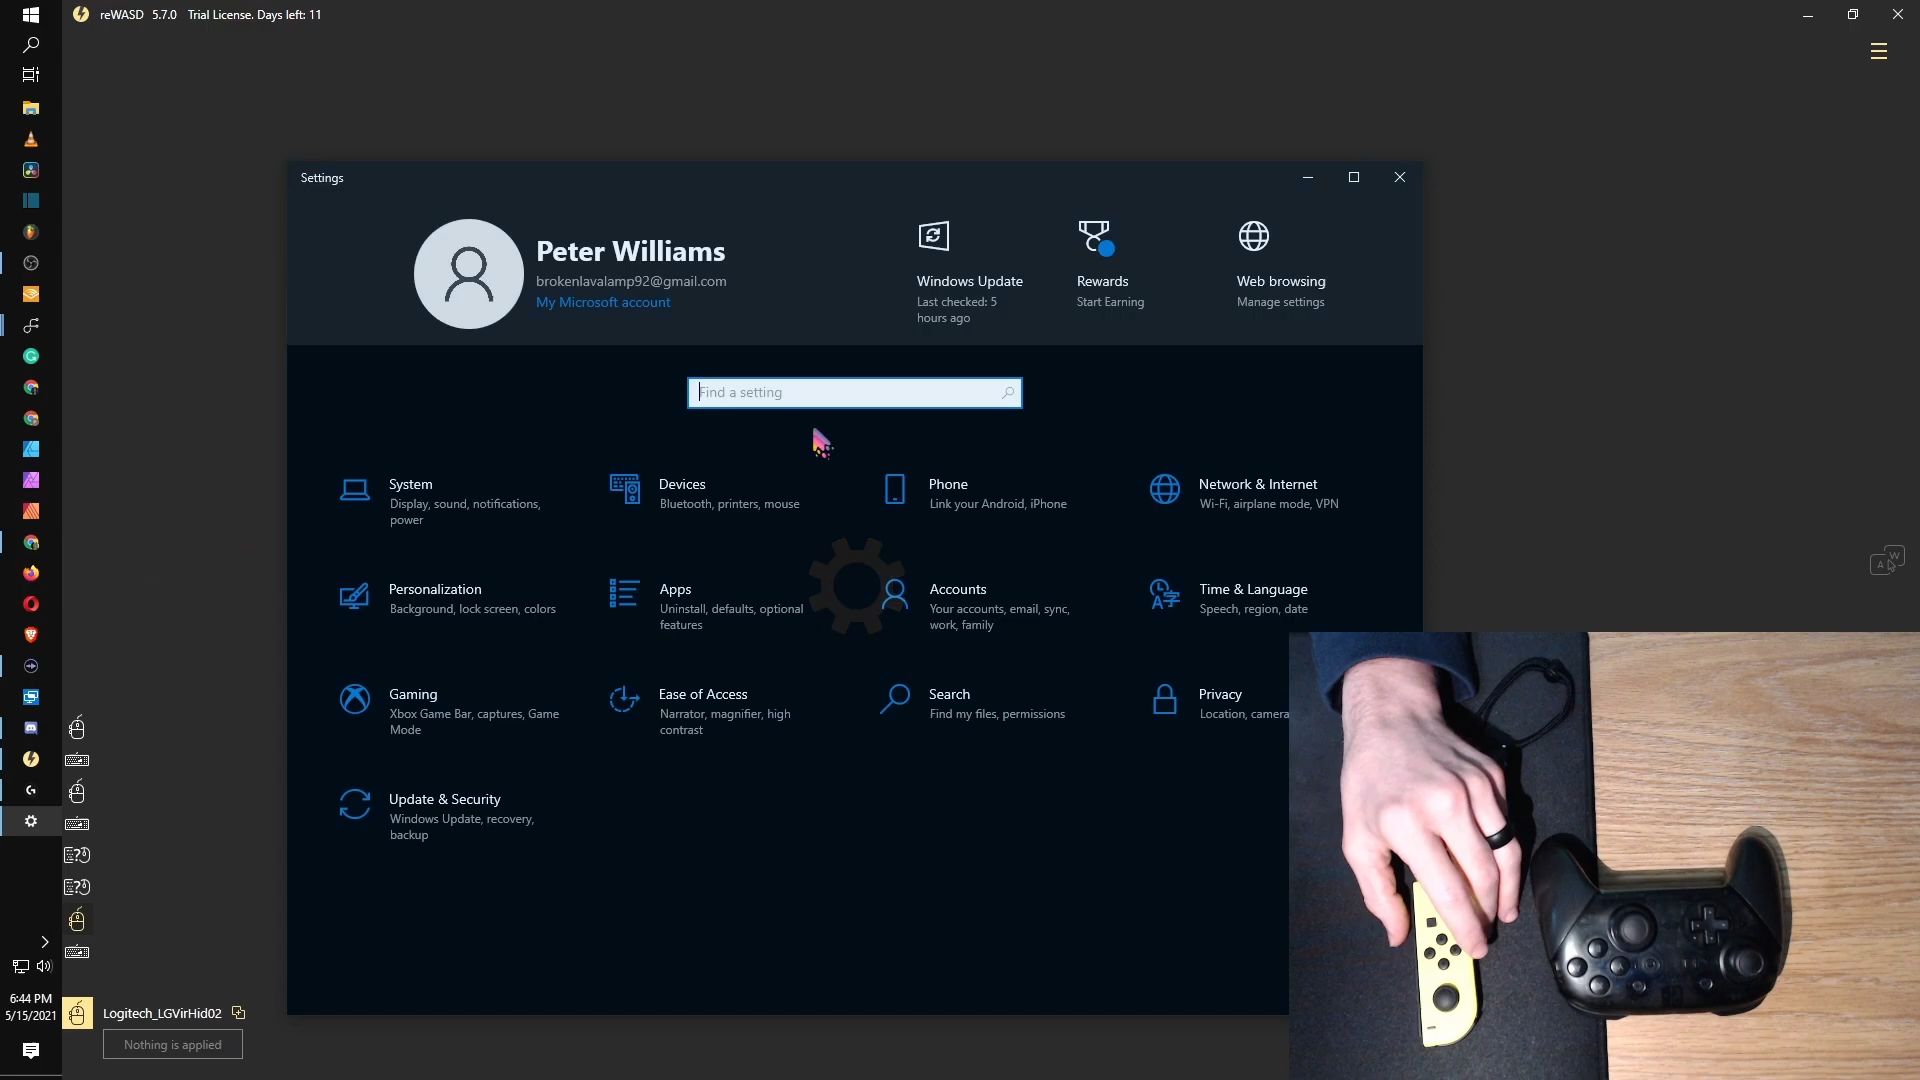 reWASD 5.7.0 Trial License. Days left: 11
Settings
Peter Williams
brokenlavalamp92@gmail.com
My Microsoft account
Windows Update
Last checked: 5
hours ago
Rewards
Start Earning
Web browsing
Manage settings
Find a setting
System
Display, sound, notifications,
power
Devices
Bluetooth, printers, mouse
Phone
Link your Android, iPhone
Network & Internet
Wi-Fi, airplane mode, VPN
Personalization
Background, lock screen, colors
Apps
Uninstall, defaults, optional
features
Accounts
Your accounts, email, sync,
work, family
Time & Language
Speech, region, date
Gaming
Xbox Game Bar, captures, Game
Mode
Ease of Access
Narrator, magnifier, high
contrast
Search
Find my files, permissions
Privacy
Location, camera
Update & Security
Windows Update, recovery,
backup
6:44 PM
5/15/2021
Logitech_LGVirHid02
Nothing is applied